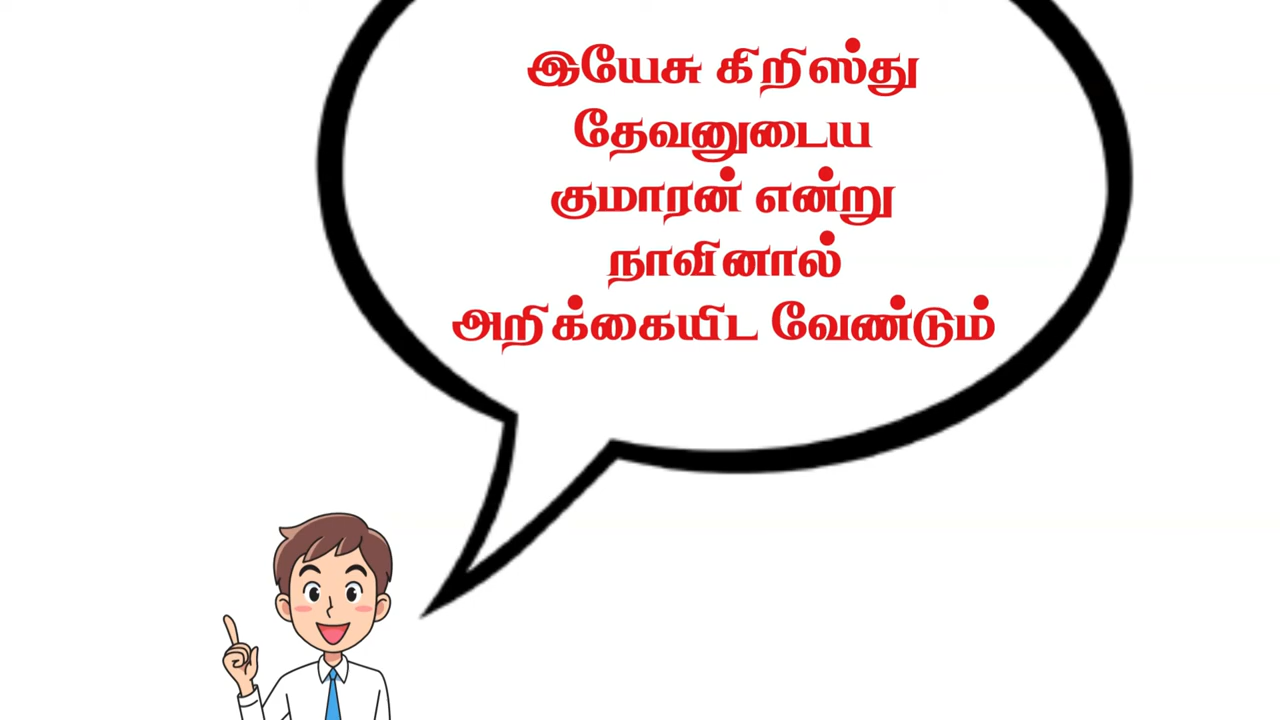 இயேசு கிறிஸ்து
தேவனுடைய
குமாரன் என்று
நாவினால்
அறிக்கையிட வேண்டும்